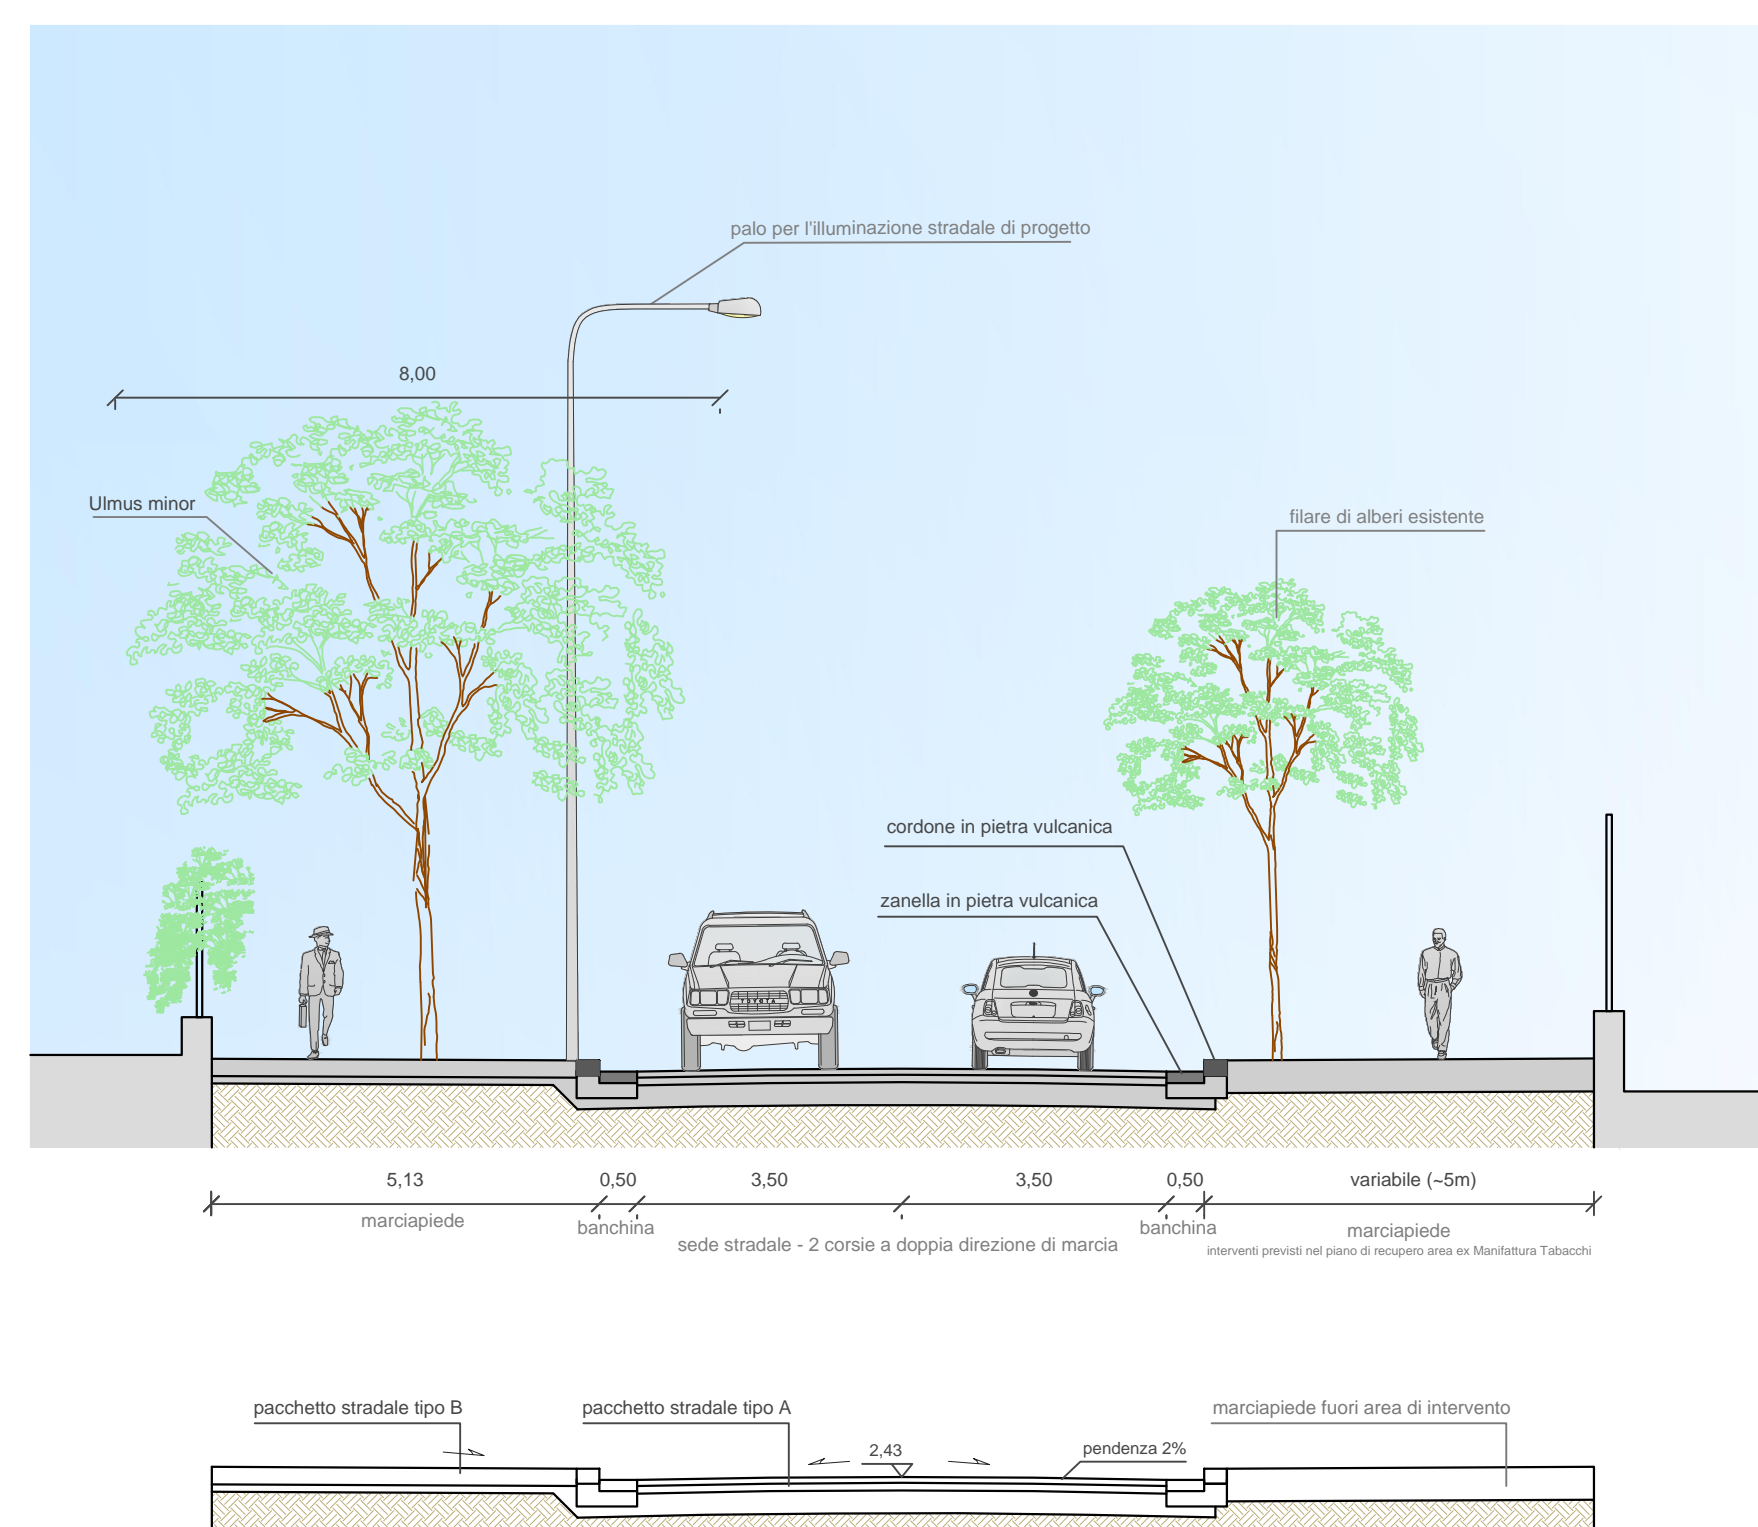 palo per l'illuminazione stradale di progetto
8,00
Ulmus minor
filare di alberi esistente
cordone in pietra vulcanica
zanella in pietra vulcanica
TOYOTA
5,13
0,50
3,50
3,50
0,50
variabile (~5m)
marciapiede
banchina
sede stradale - 2 corsie a doppia direzione di marcia
banchina
marciapiede
interventi previsti nel piano di recupero area ex Manifattura Tabacchi
pacchetto stradale tipo B
pacchetto stradale tipo A
marciapiede fuori area di intervento
2,43
pendenza 2%